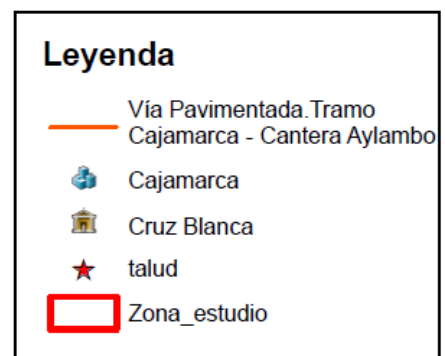 Leyenda
Vía Pavimentada.Tramo
Cajamarca - Cantera Aylambo
Cajamarca
Cruz Blanca
talud
Zona_estudio